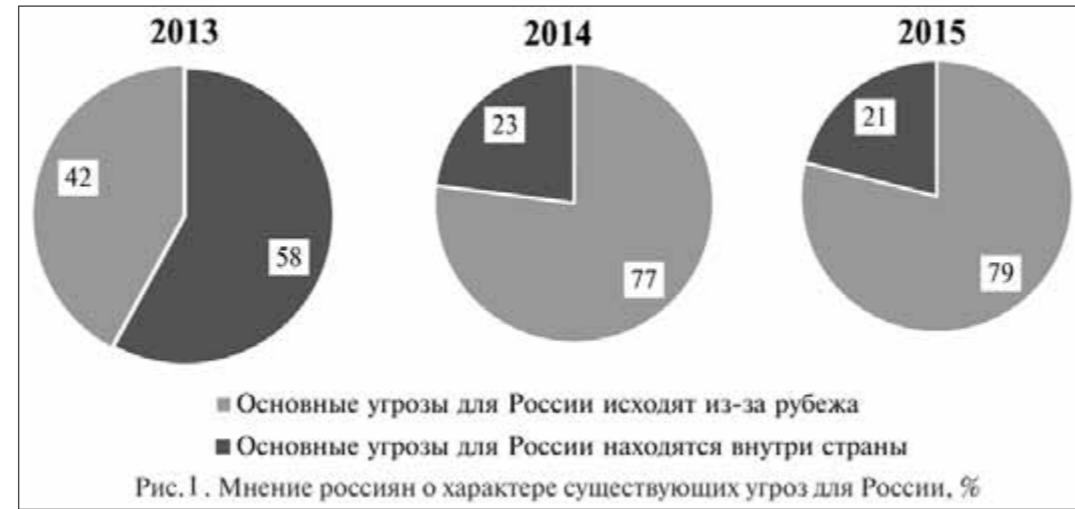 2013 2014 2015
42 58 23 77 21 79
Основные угрозы для России исходят из-за рубежа
Основные угрозы для России находятся внутри страны
Рис.1. Мнение россиян о характере существующих угроз для России, %